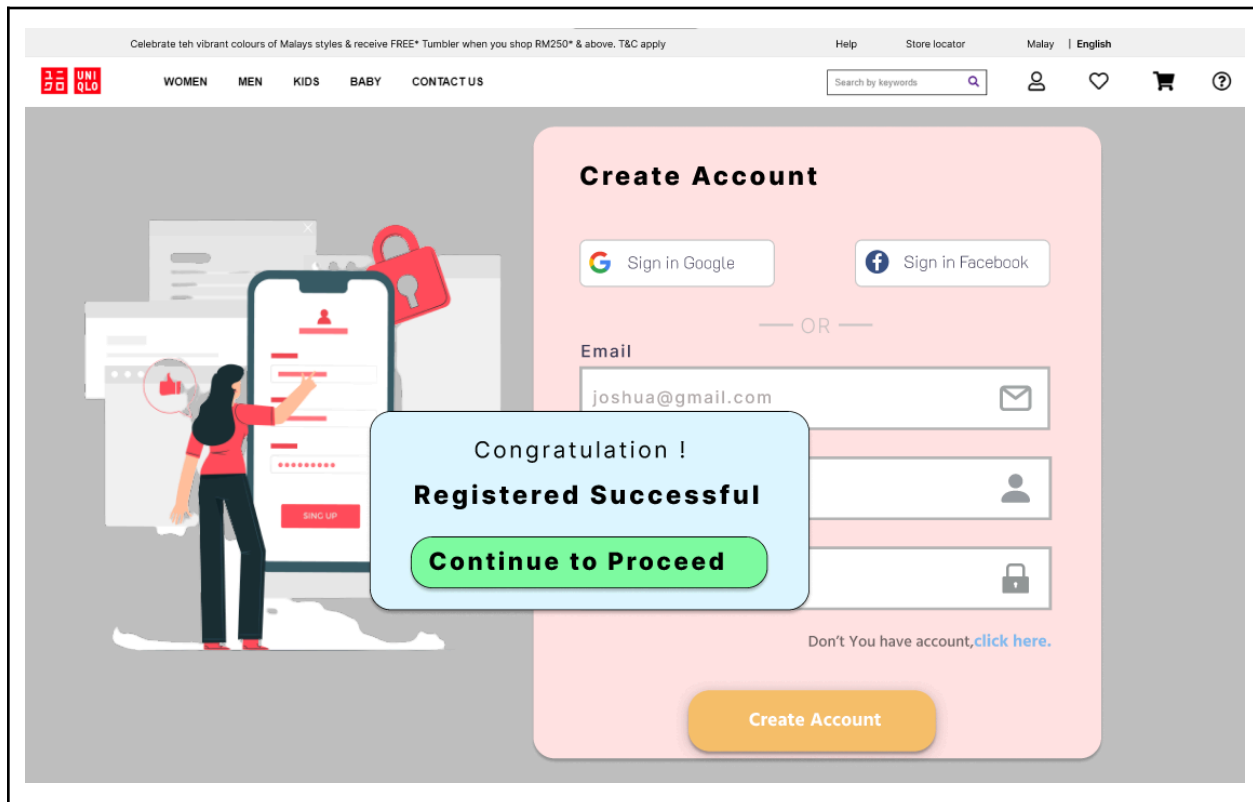 Celebrate teh vibrant colours of Malays styles & receive FREE* Tumbler when you shop RM250* & above. T&C apply
Help
Store locator
Malay | English
ユニ
クロ
UNI
QLO
WOMEN
MEN
KIDS
BABY
CONTACT US
Search by keywords
Create Account
Sign in Google
Sign in Facebook
OR
Email
joshua@gmail.com
SING UP
Congratulation !
Registered Successful
Continue to Proceed
Don't You have account,click here.
Create Account